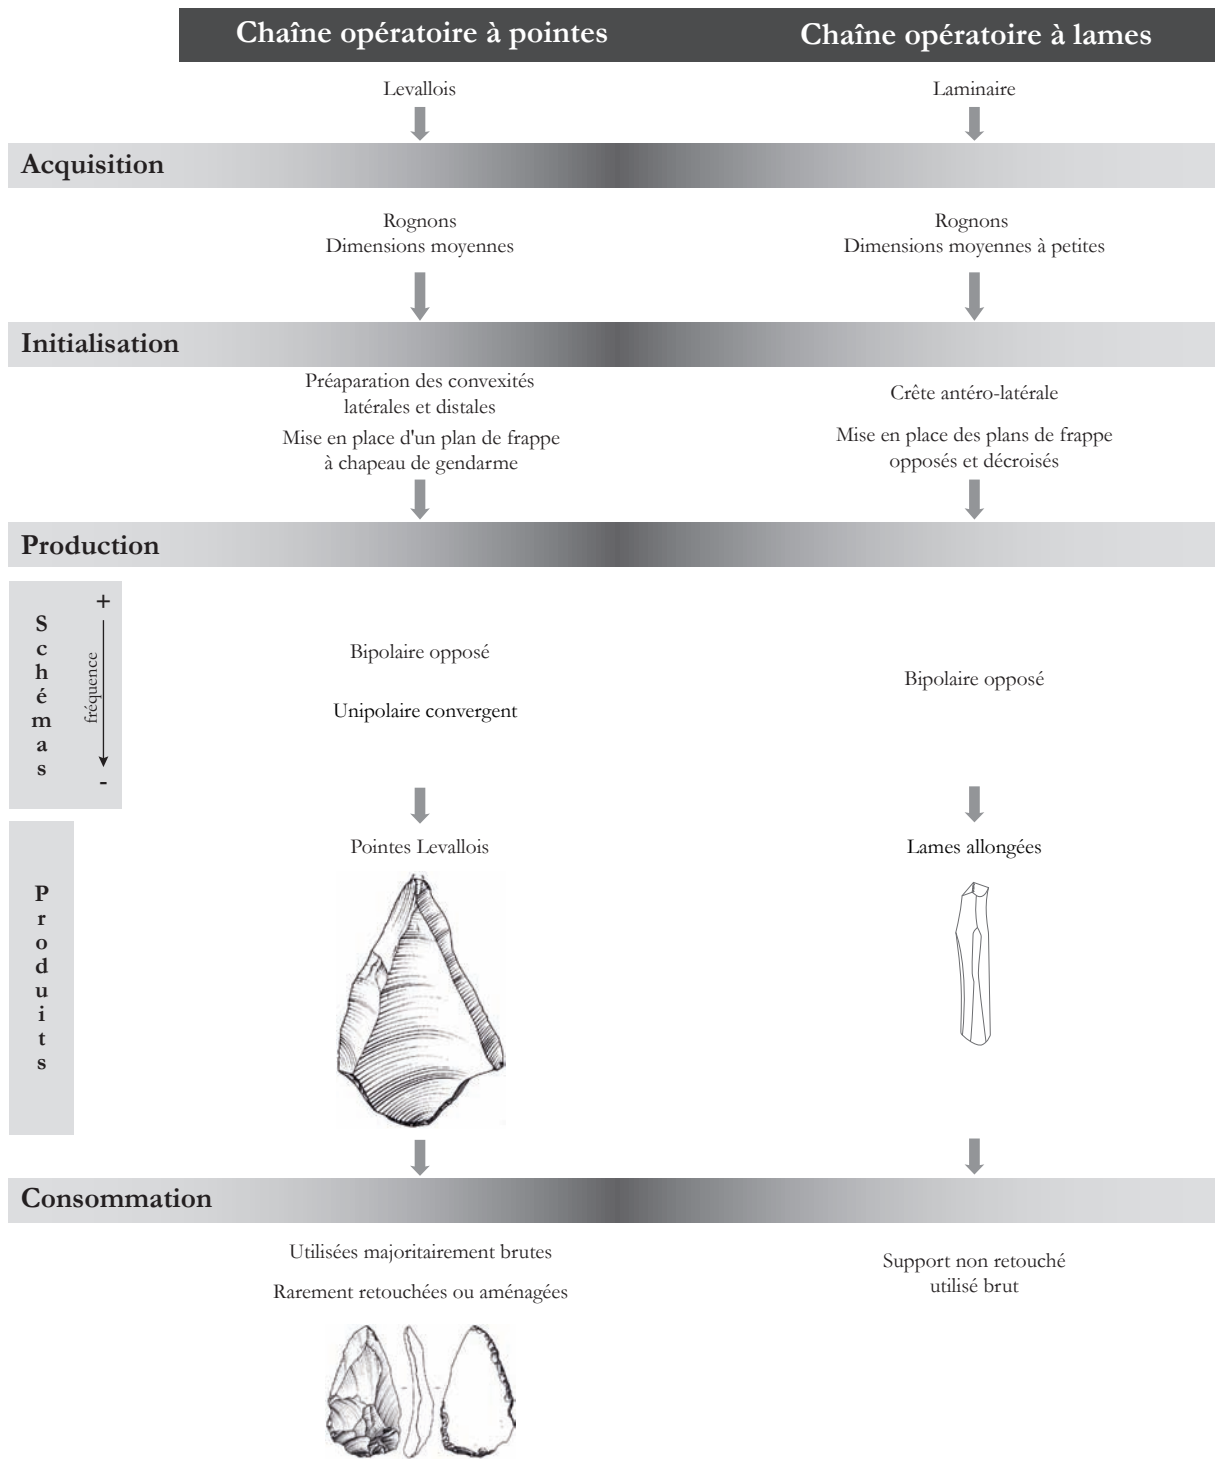 Chaîne opératoire à pointes
Chaîne opératoire à lames
Levallois
Laminaire
Acquisition
Rognons
Dimensions moyennes
Rognons
Dimensions moyennes à petites
Initialisation
Préaparation des convexités
latérales et distales
Mise en place d'un plan de frappe
à chapeau de gendarme
Crête antéro-latérale
Mise en place des plans de frappe
opposés et décroisés
Production
Schémas
+
fréquence
-
Bipolaire opposé
Unipolaire convergent
Bipolaire opposé
Produits
Pointes Levallois
Lames allongées
Consommation
Utilisées majoritairement brutes
Rarement retouchées ou aménagées
Support non retouché
utilisé brut